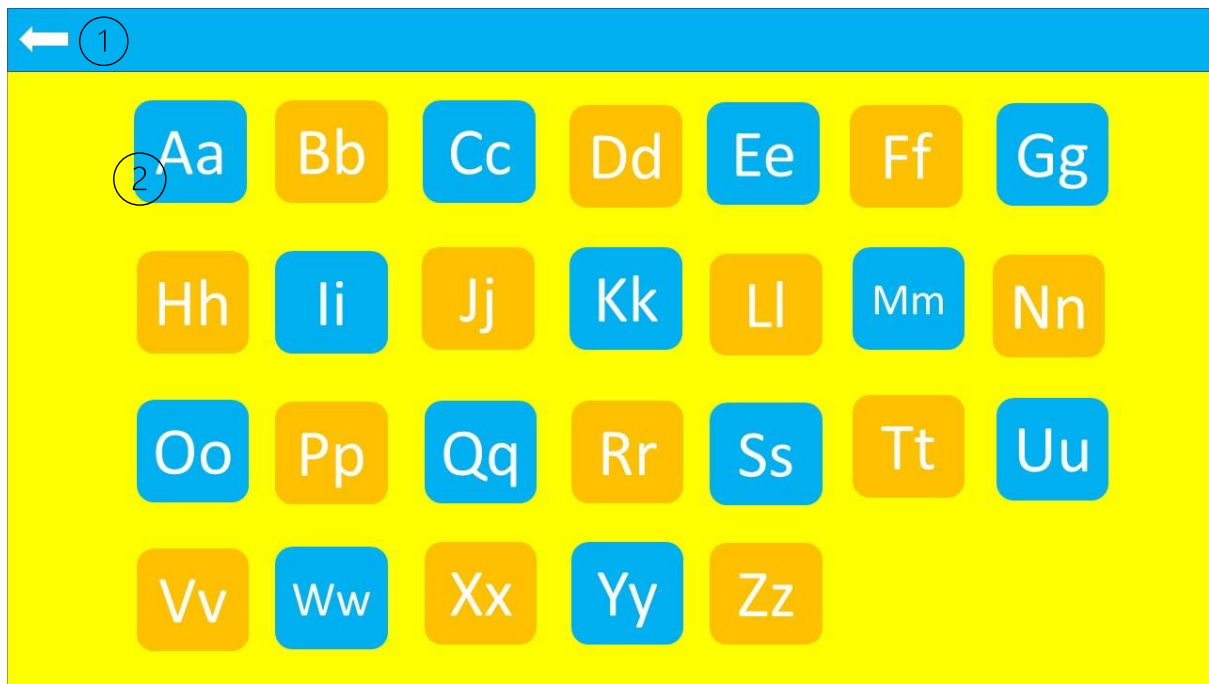 1
Aa Bb Cc Dd Ee Ff Gg
2
Hh Ii Jj Kk Ll Mm Nn
Oo Pp Qq Rr Ss Tt Uu
Vv Ww Xx Yy Zz